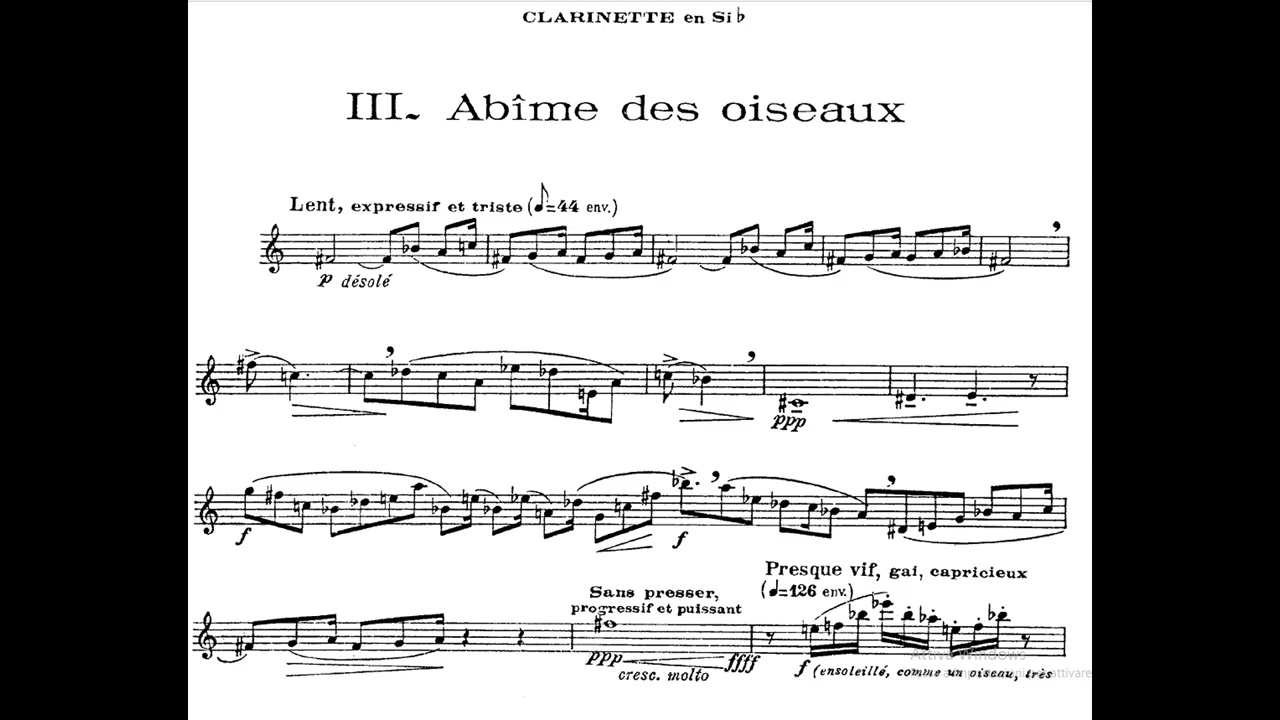 CLARINETTE en Si♭
III. Abîme des oiseaux
Lent, expressif et triste (♪=44 env.)
p désolé
ppp
f
f
Presque vif, gai, capricieux
(♩=126 env.)
Sans presser,
progressif et puissant
ppp ffff
cresc. molto
f (ensoleillé, comme un oiseau, très